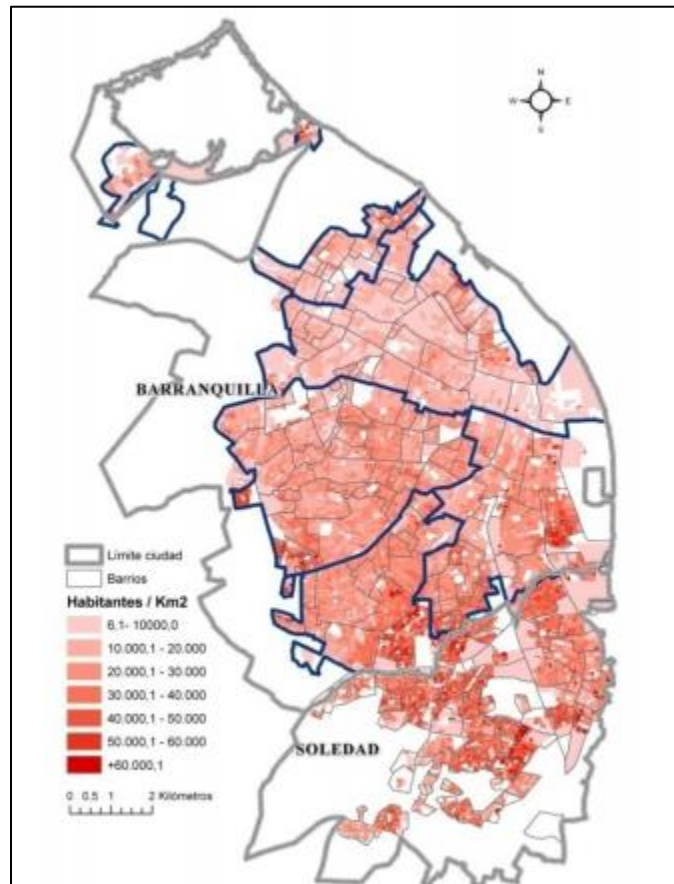 N
W E
S
BARRANQUILLA
Límite ciudad
Barrios
Habitantes / Km2
6,1- 10000,0
10.000,1 - 20.000
20.000,1 - 30.000
30.000,1 - 40.000
40.000,1 - 50.000
50.000,1 - 60.000
+60.000,1
SOLEDAD
0 0.5 1 2 Kilómetros